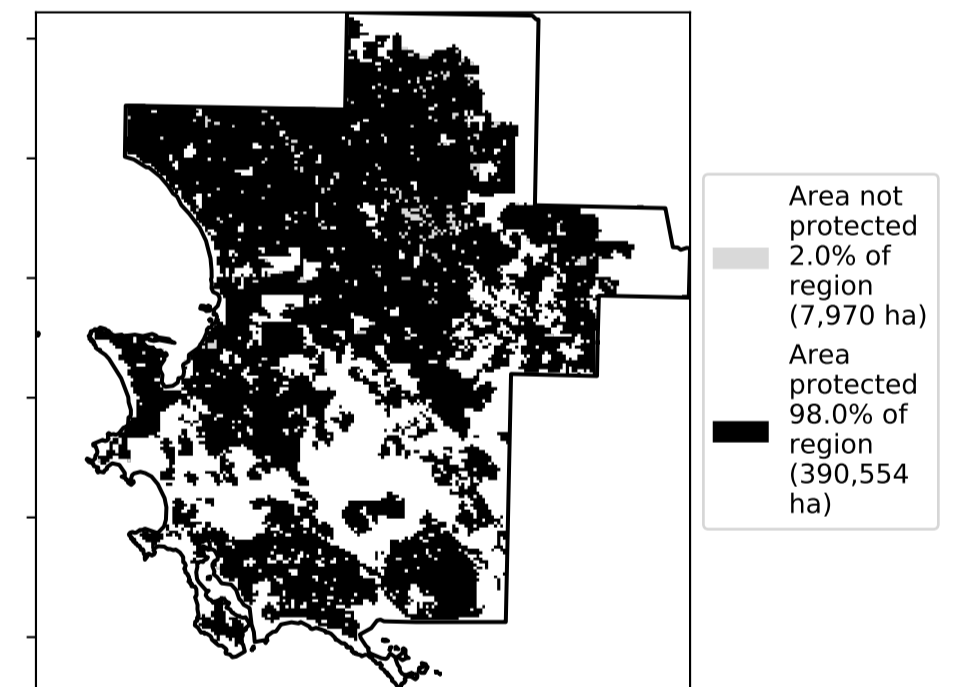 Area not
protected
2.0% of
region
(7,970 ha)
Area
protected
98.0% of
region
(390,554
ha)